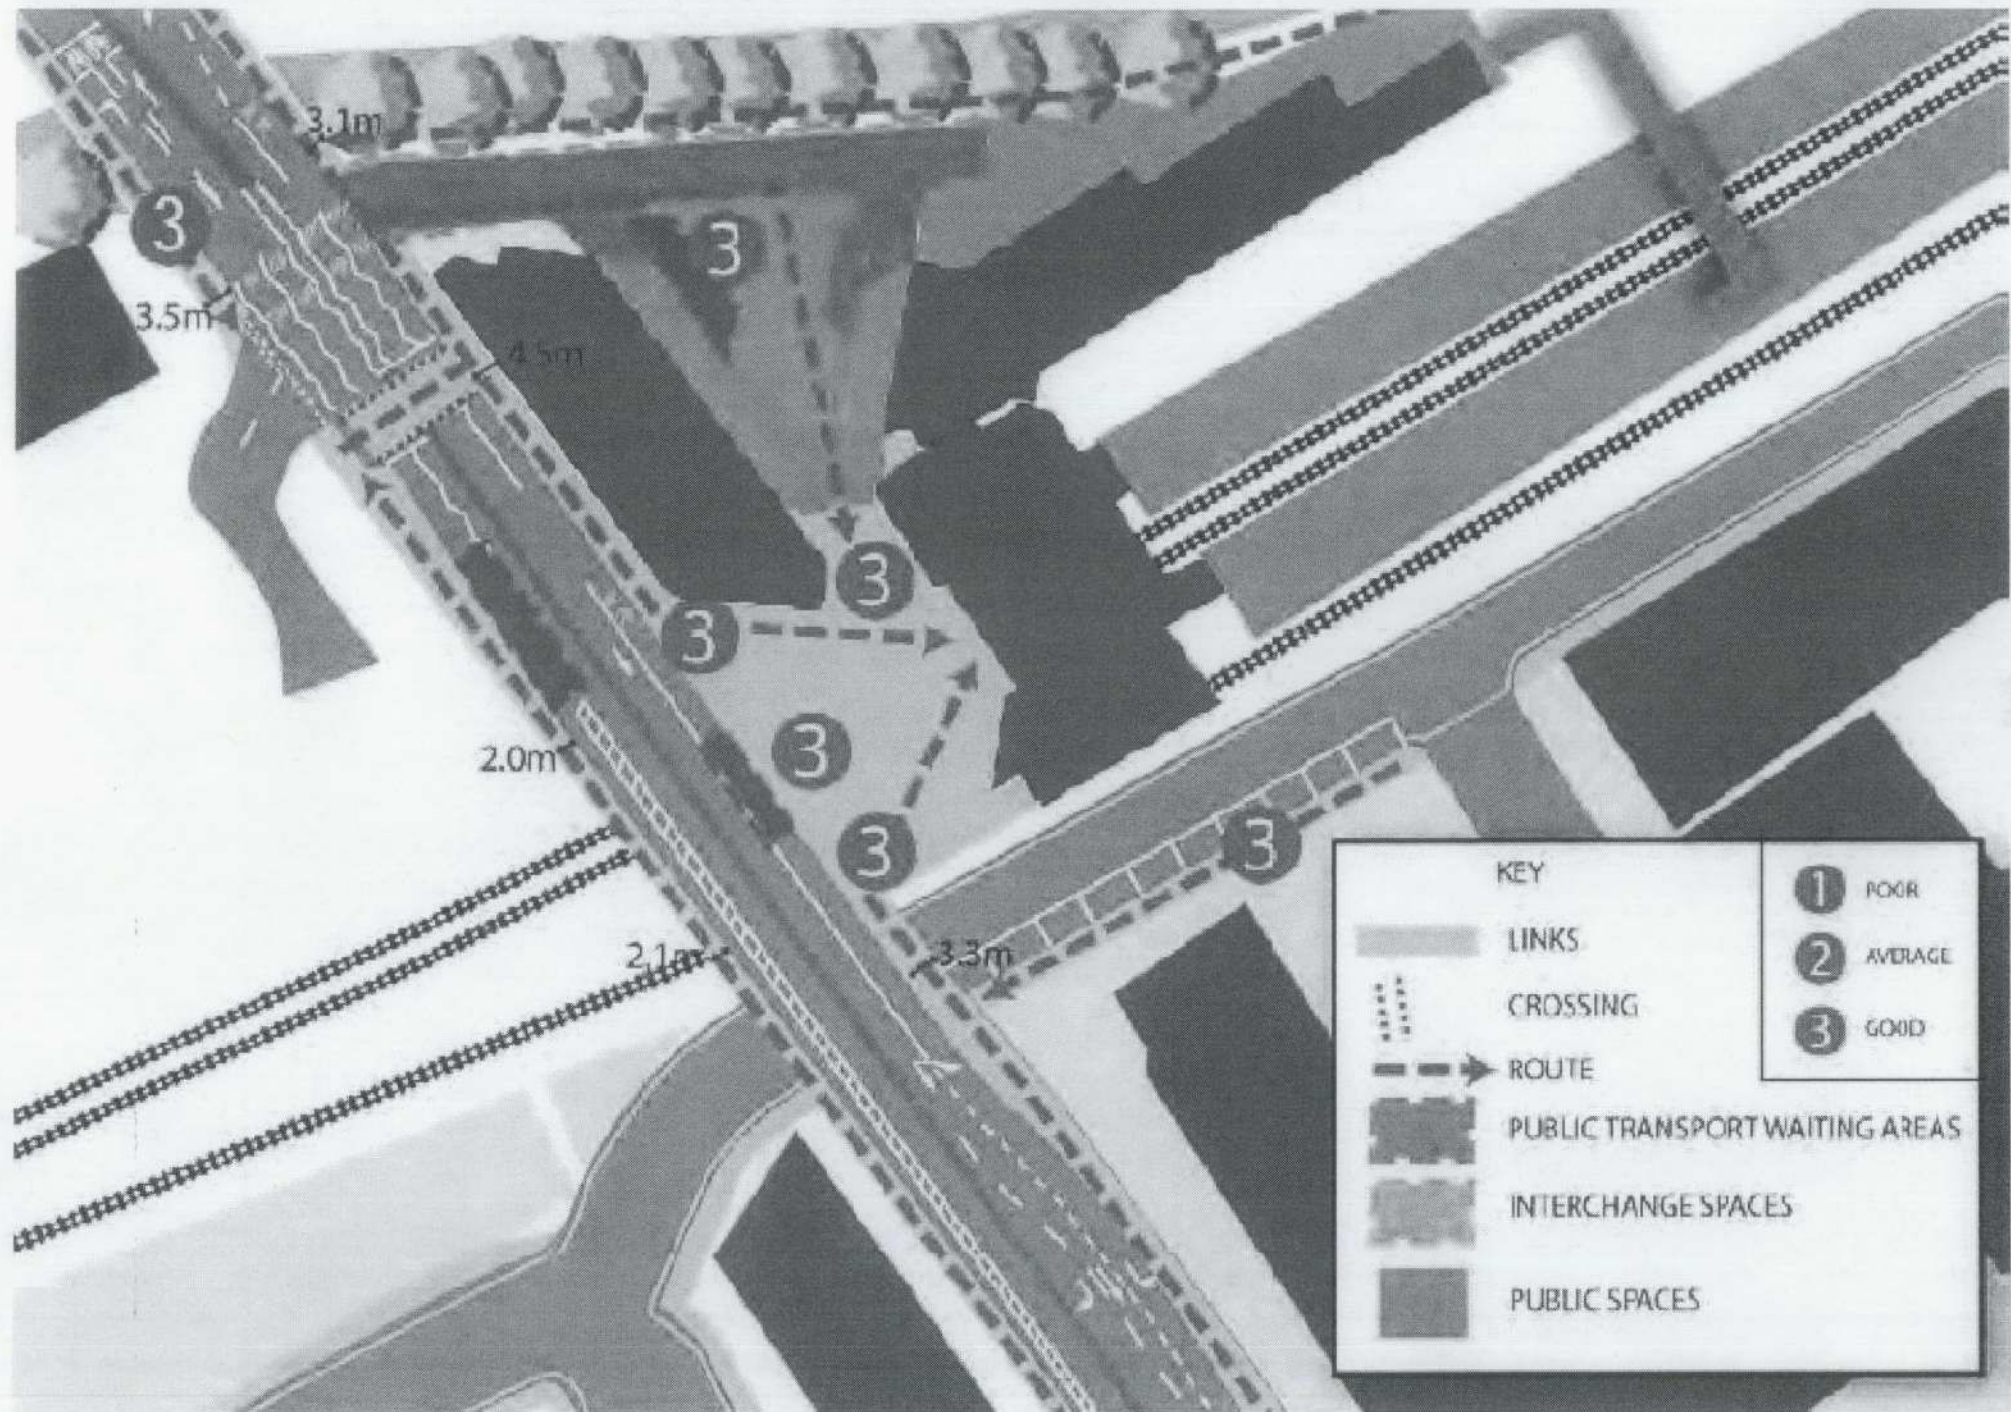 3.1m
3
3
3.5m
4.5m
3
3
3
2.0m
3
3
2.1m
3.3m
KEY
LINKS
CROSSING
ROUTE
PUBLIC TRANSPORT WAITING AREAS
INTERCHANGE SPACES
PUBLIC SPACES
1 POOR
2 AVERAGE
3 GOOD